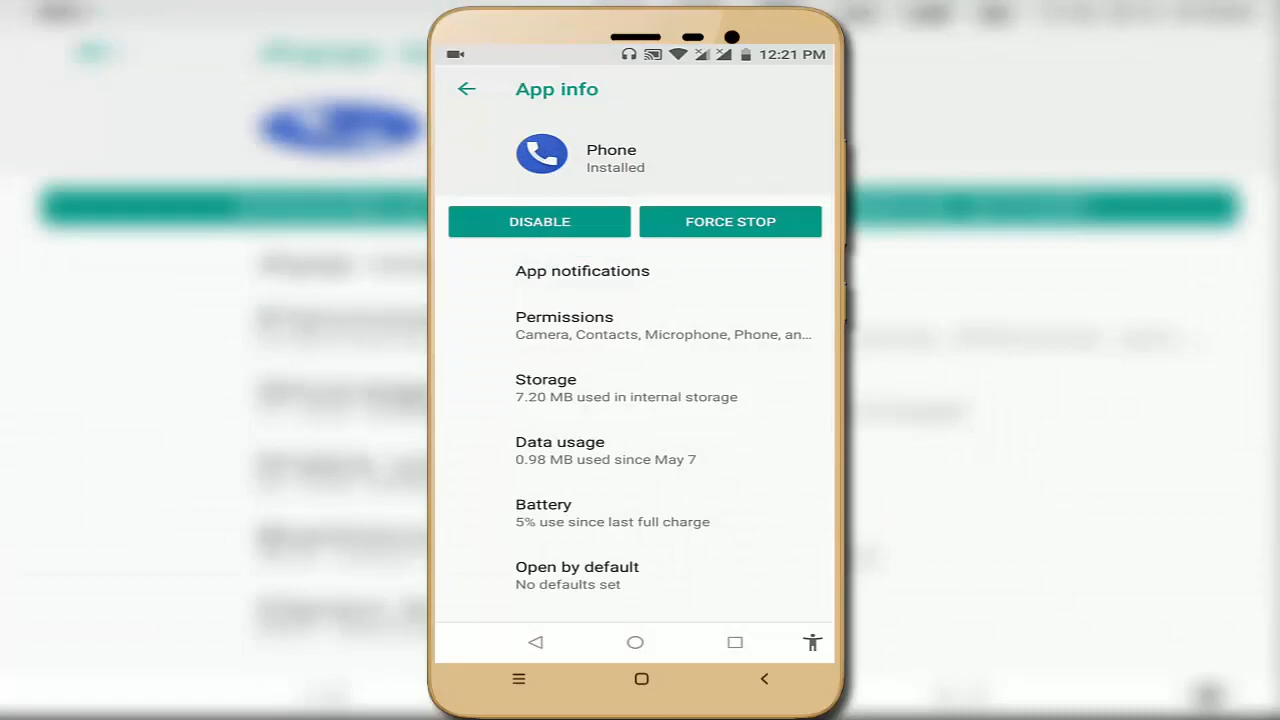 12:21 PM
App info
Phone
Installed
DISABLE
FORCE STOP
App notifications
Permissions
Camera, Contacts, Microphone, Phone, an...
Storage
7.20 MB used in internal storage
Data usage
0.98 MB used since May 7
Battery
5% use since last full charge
Open by default
No defaults set